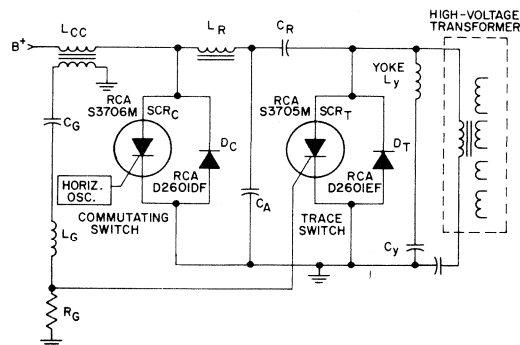 HIGH-VOLTAGE
TRANSFORMER
B+
LCC
LR
CR
YOKE
Ly
RCA
S3706M
SCRC
RCA
S3705M
SCRT
CG
DC
DT
HORIZ.
OSC.
RCA
D2601DF
RCA
D2601EF
COMMUTATING
SWITCH
CA
TRACE
SWITCH
LG
Cy
RG